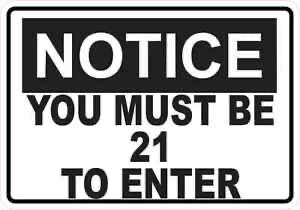 NOTICE
YOU MUST BE
21
TO ENTER